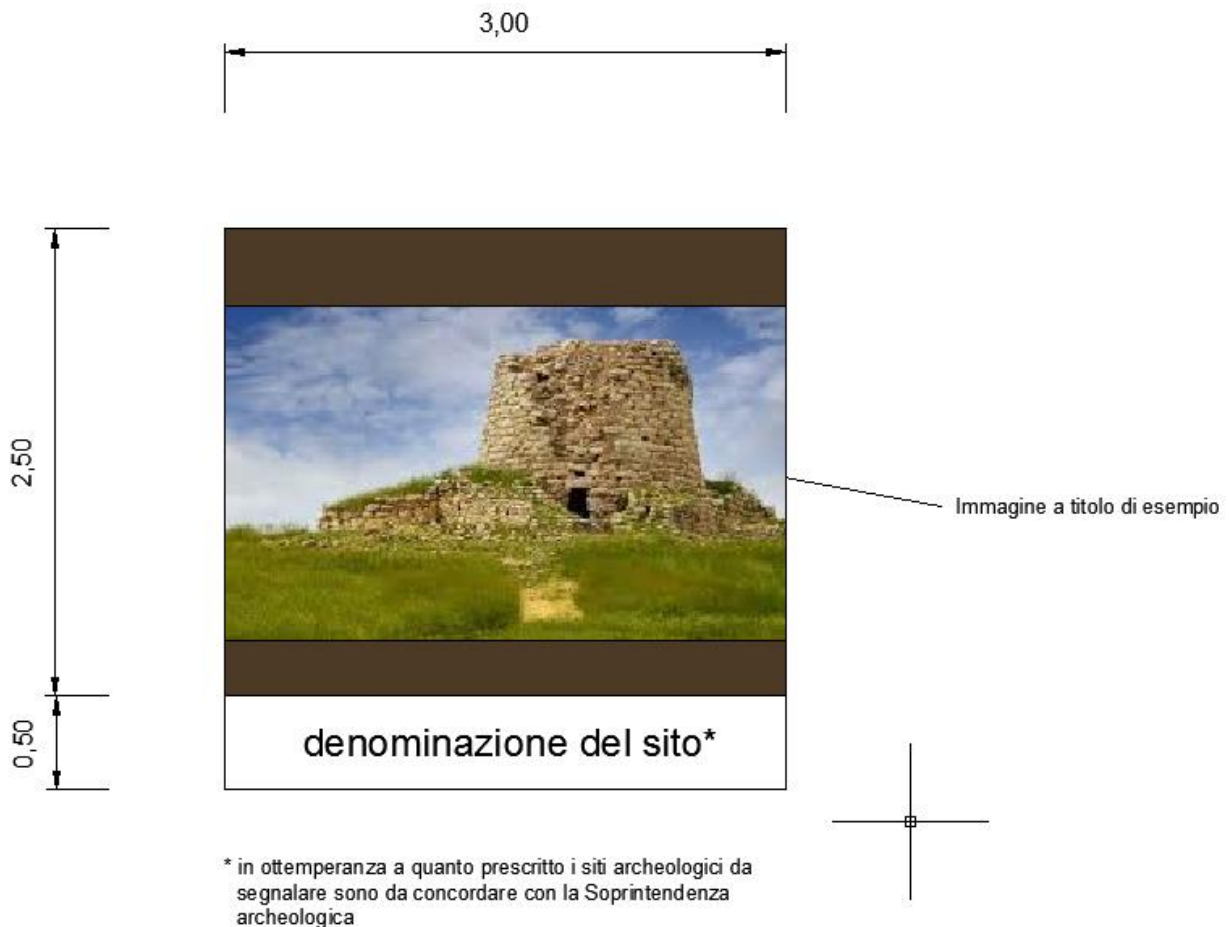 3,00
2,50
Immagine a titolo di esempio
0,50
denominazione del sito*
* in ottemperanza a quanto prescritto i siti archeologici da
segnalare sono da concordare con la Soprintendenza
archeologica